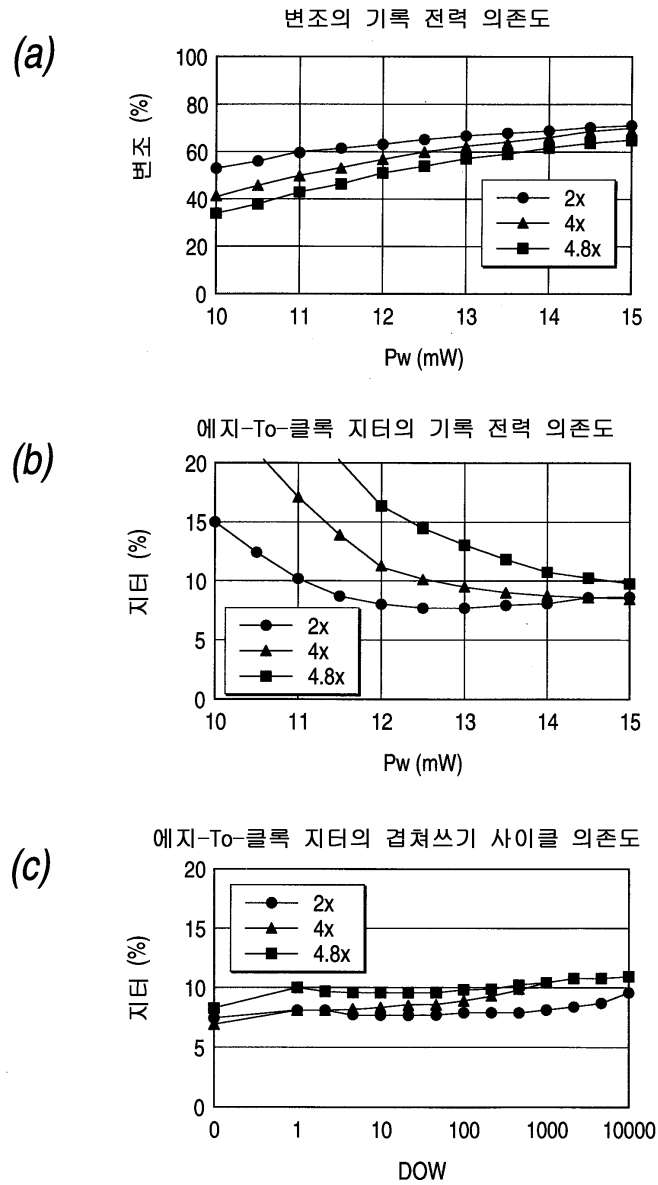 변조의 기록 전력 의존도
(a)
변조 (%)
100
80
60
40
20
0
2x
4x
4.8x
10 11 12 13 14 15
Pw (mW)
에지-To-클록 지터의 기록 전력 의존도
(b)
지터 (%)
20
15
10
5
0
2x
4x
4.8x
10 11 12 13 14 15
Pw (mW)
에지-To-클록 지터의 겹쳐쓰기 사이클 의존도
(c)
지터 (%)
20
15
10
5
0
2x
4x
4.8x
0 1 10 100 1000 10000
DOW